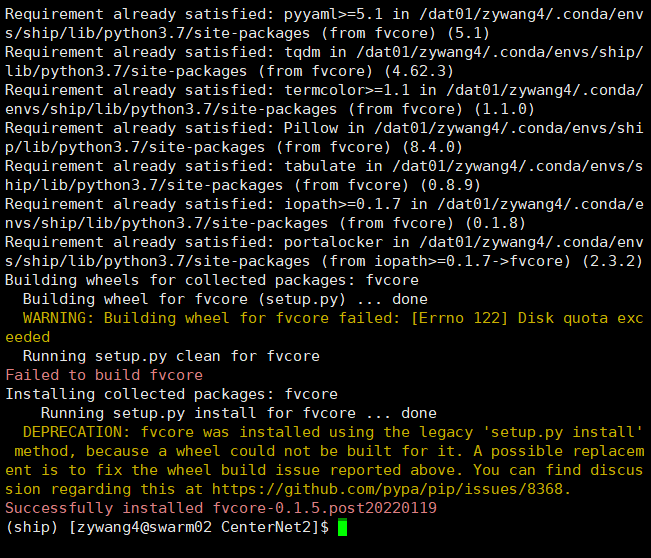 Requirement already satisfied: pyyaml>=5.1 in /dat01/zywang4/.conda/env
s/ship/lib/python3.7/site-packages (from fvcore) (5.1)
Requirement already satisfied: tqdm in /dat01/zywang4/.conda/envs/ship/
lib/python3.7/site-packages (from fvcore) (4.62.3)
Requirement already satisfied: termcolor>=1.1 in /dat01/zywang4/.conda/
envs/ship/lib/python3.7/site-packages (from fvcore) (1.1.0)
Requirement already satisfied: Pillow in /dat01/zywang4/.conda/envs/shi
p/lib/python3.7/site-packages (from fvcore) (8.4.0)
Requirement already satisfied: tabulate in /dat01/zywang4/.conda/envs/s
hip/lib/python3.7/site-packages (from fvcore) (0.8.9)
Requirement already satisfied: iopath>=0.1.7 in /dat01/zywang4/.conda/e
nvs/ship/lib/python3.7/site-packages (from fvcore) (0.1.8)
Requirement already satisfied: portalocker in /dat01/zywang4/.conda/env
s/ship/lib/python3.7/site-packages (from iopath>=0.1.7->fvcore) (2.3.2)
Building wheels for collected packages: fvcore
  Building wheel for fvcore (setup.py) ... done
  WARNING: Building wheel for fvcore failed: [Errno 122] Disk quota exc
eeded
  Running setup.py clean for fvcore
Failed to build fvcore
Installing collected packages: fvcore
    Running setup.py install for fvcore ... done
  DEPRECATION: fvcore was installed using the legacy 'setup.py install'
 method, because a wheel could not be built for it. A possible replacem
ent is to fix the wheel build issue reported above. You can find discus
sion regarding this at https://github.com/pypa/pip/issues/8368.
Successfully installed fvcore-0.1.5.post20220119
(ship) [zywang4@swarm02 CenterNet2]$